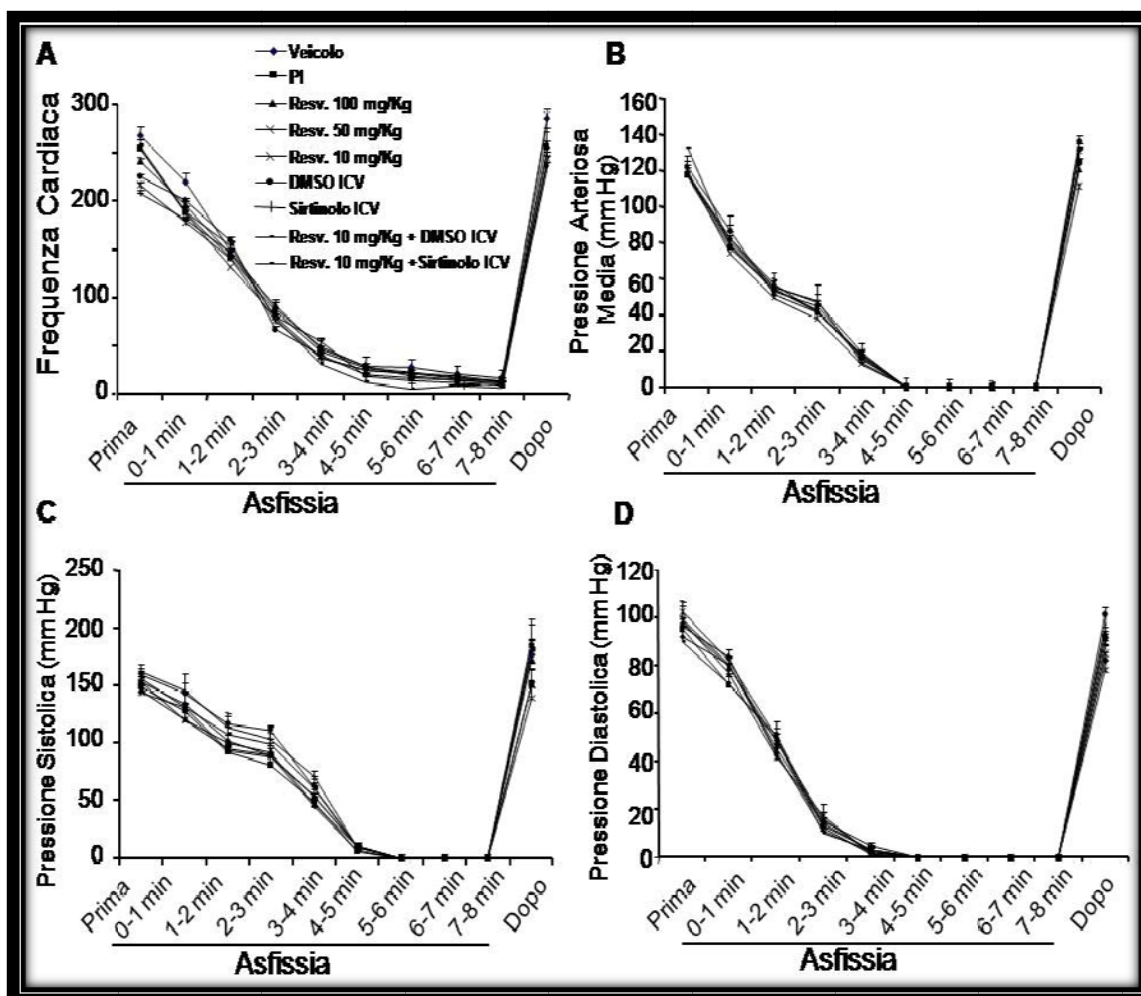 A
Veicolo
PI
Resv. 100 mg/Kg
Resv. 50 mg/Kg
Resv. 10 mg/Kg
DMSO ICV
Sirtinolo ICV
Resv. 10 mg/Kg + DMSO ICV
Resv. 10 mg/Kg +Sirtinolo ICV
Frequenza Cardiaca
300
200
100
0
Prima
0-1 min
1-2 min
2-3 min
3-4 min
4-5 min
5-6 min
6-7 min
7-8 min
Dopo
Asfissia
B
Pressione Arteriosa
Media (mm Hg)
160
140
120
100
80
60
40
20
0
Prima
0-1 min
1-2 min
2-3 min
3-4 min
4-5 min
5-6 min
6-7 min
7-8 min
Dopo
Asfissia
C
Pressione Sistolica (mm Hg)
250
200
150
100
50
0
Prima
0-1 min
1-2 min
2-3 min
3-4 min
4-5 min
5-6 min
6-7 min
7-8 min
Dopo
Asfissia
D
Pressione Diastolica (mm Hg)
120
100
80
60
40
20
0
Prima
0-1 min
1-2 min
2-3 min
3-4 min
4-5 min
5-6 min
6-7 min
7-8 min
Dopo
Asfissia